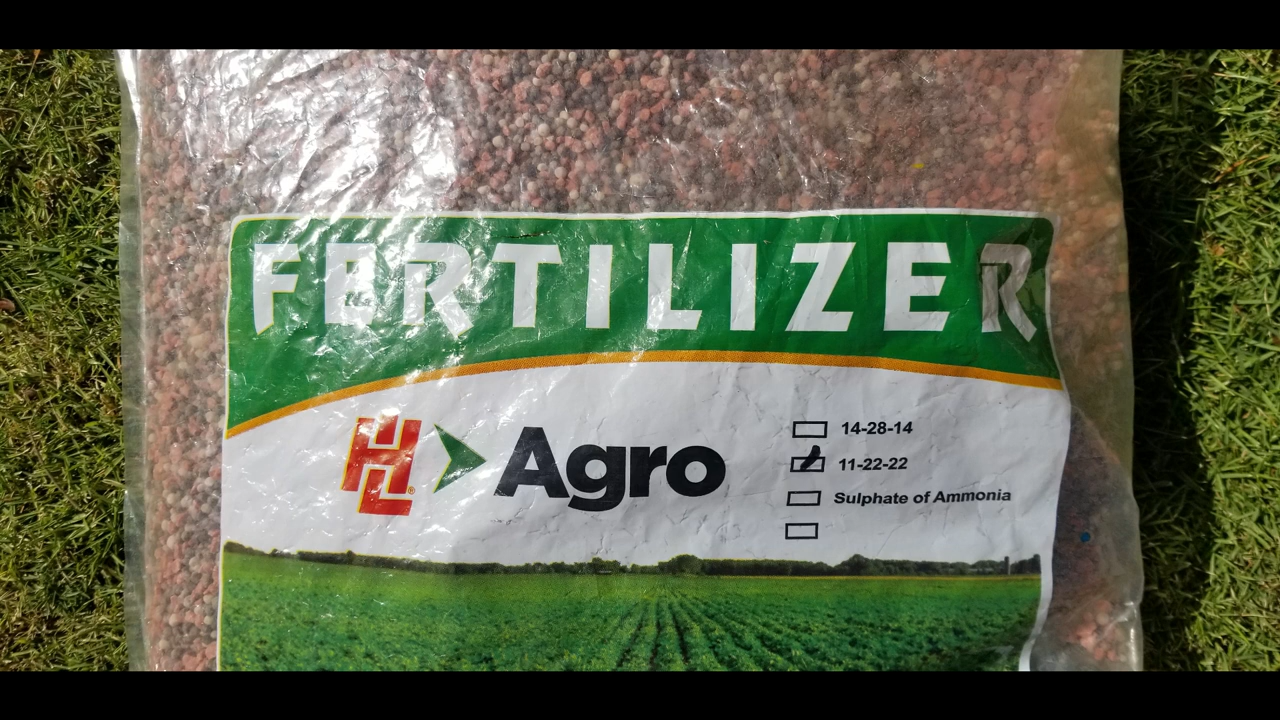 FERTILIZER
HL® Agro
14-28-14
11-22-22
Sulphate of Ammonia